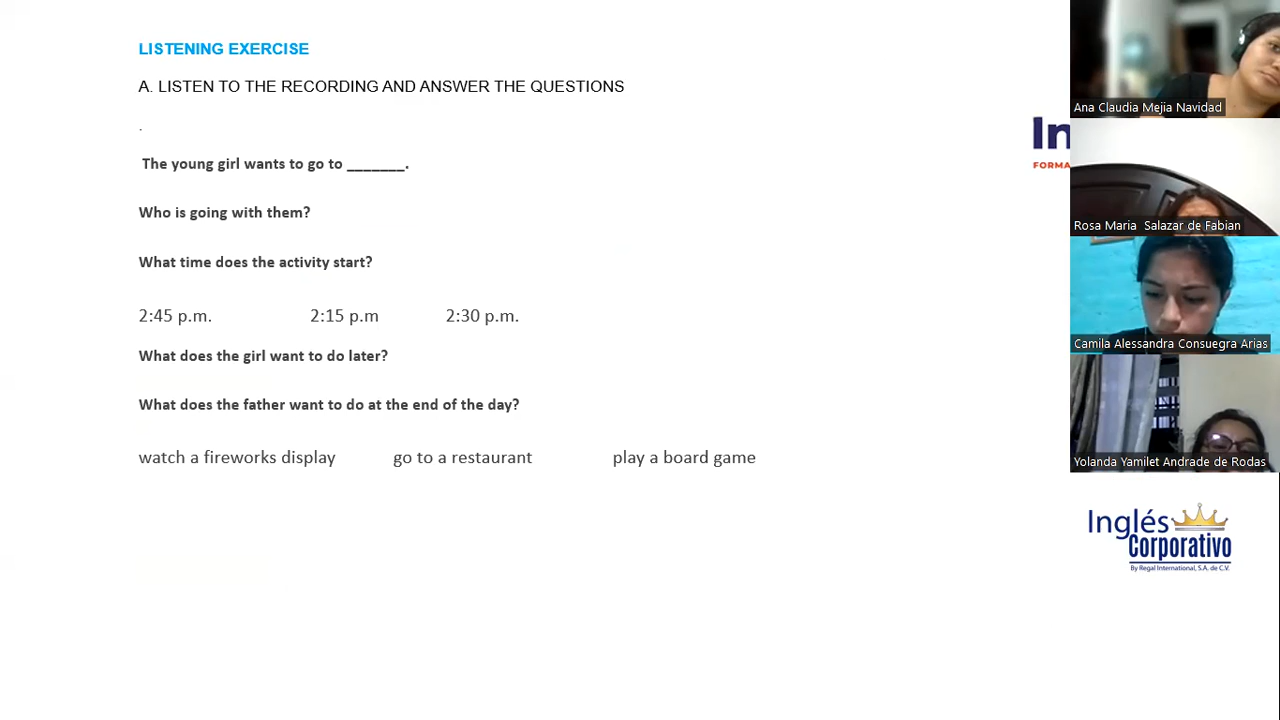 LISTENING EXERCISE
A. LISTEN TO THE RECORDING AND ANSWER THE QUESTIONS
.
The young girl wants to go to _______.
Who is going with them?
What time does the activity start?
2:45 p.m. 2:15 p.m 2:30 p.m.
What does the girl want to do later?
What does the father want to do at the end of the day?
watch a fireworks display go to a restaurant play a board game
In
FORMA
Ana Claudia Mejia Navidad
Rosa Maria Salazar de Fabian
Camila Alessandra Consuegra Arias
Yolanda Yamilet Andrade de Rodas
Inglés
Corporativo
By Regal International, S.A. de C.V.